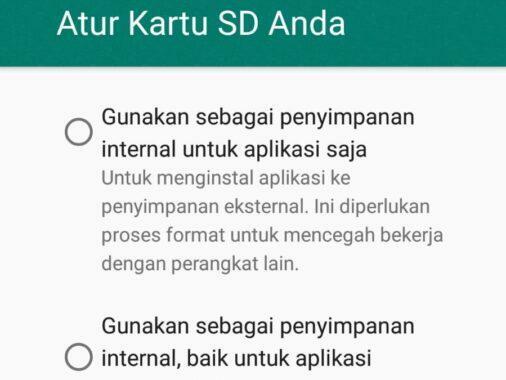 Atur Kartu SD Anda
Gunakan sebagai penyimpanan
internal untuk aplikasi saja
Untuk menginstal aplikasi ke
penyimpanan eksternal. Ini diperlukan
proses format untuk mencegah bekerja
dengan perangkat lain.
Gunakan sebagai penyimpanan
internal, baik untuk aplikasi